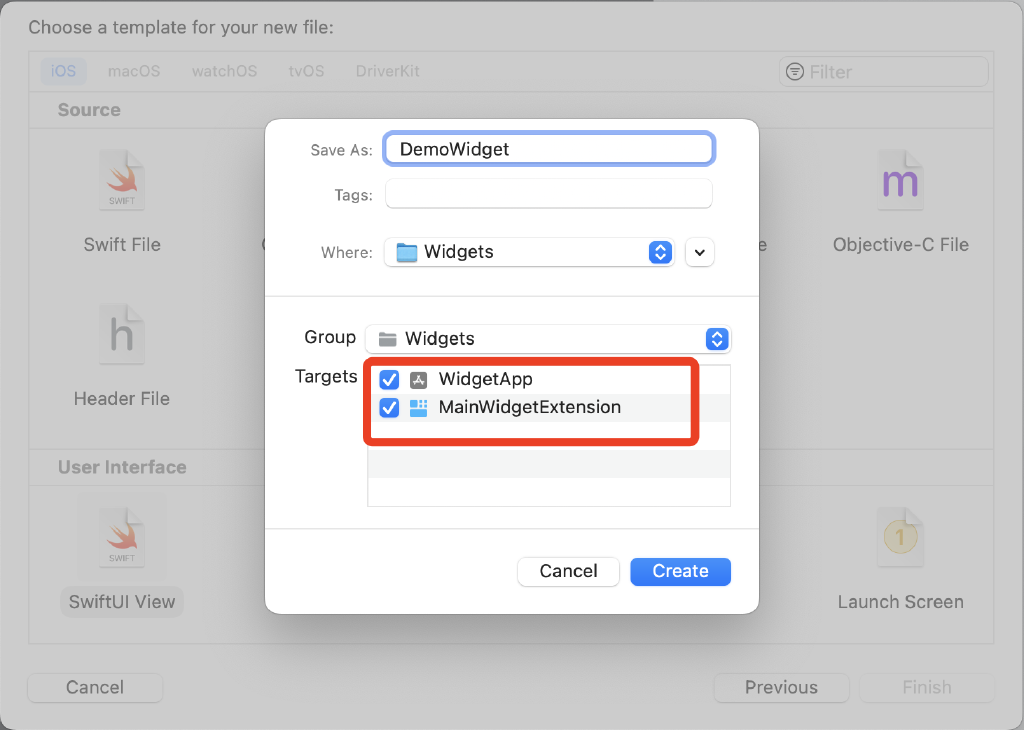 Choose a template for your new file:
iOS macOS watchOS tvOS DriverKit Filter
Source
Save As: DemoWidget
Tags:
SWIFT
m
Swift File
Where: Widgets
Objective-C File
h
Group Widgets
Targets WidgetApp
MainWidgetExtension
Header File
User Interface
SWIFT
1
Cancel Create
SwiftUI View
Launch Screen
Cancel Previous Finish